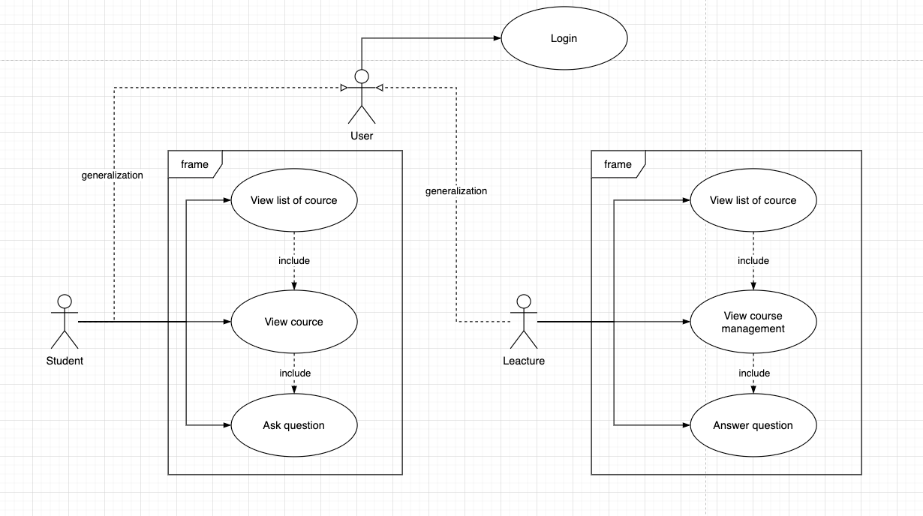 Login
User
frame
frame
generalization
View list of cource
generalization
View list of cource
include
include
View cource
View course
management
Student
Leacture
include
include
Ask question
Answer question